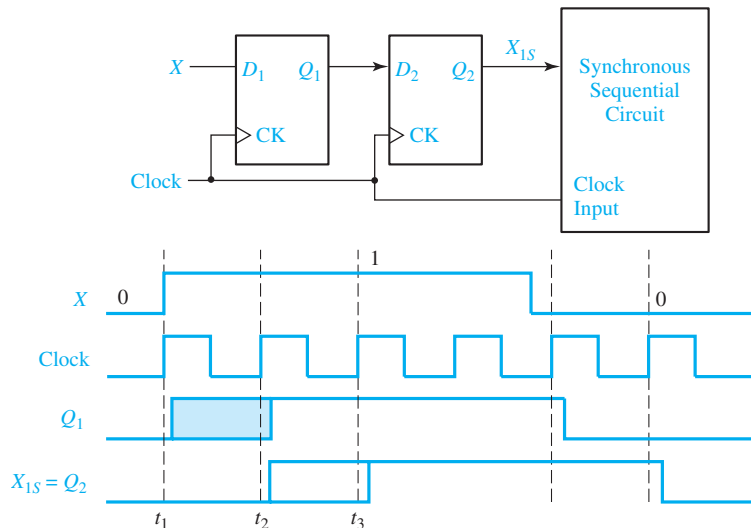 X D₁ Q₁ D₂ Q₂ X₁S Synchronous
Sequential
Circuit
CK CK
Clock Clock
Input
X 0 1 0
Clock
Q₁
X₁S = Q₂
t₁ t₂ t₃